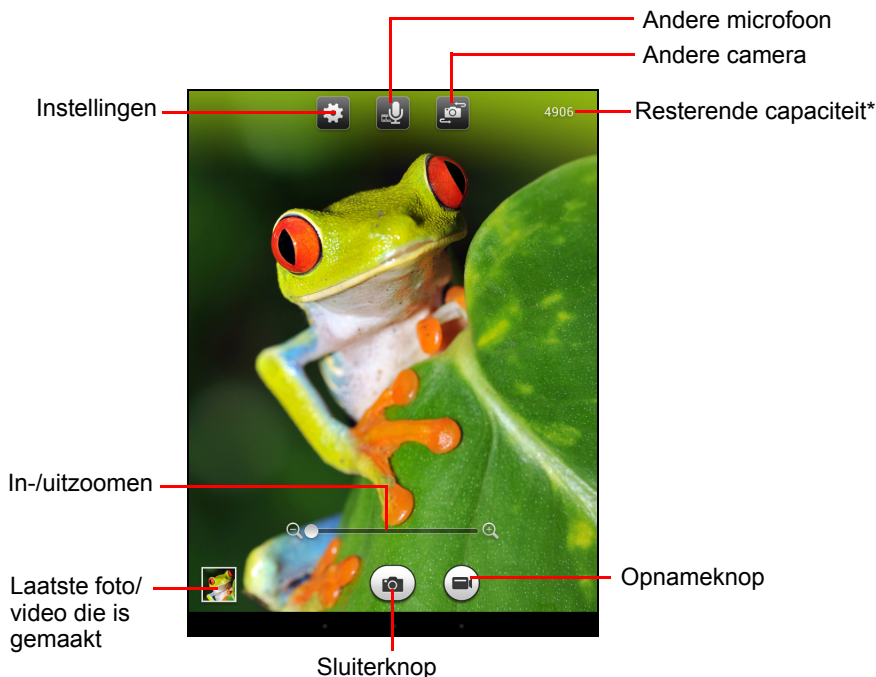 Andere microfoon
Andere camera
Instellingen
4906
Resterende capaciteit*
In-/uitzoomen
Opnameknop
Laatste foto/
video die is
gemaakt
Sluiterknop